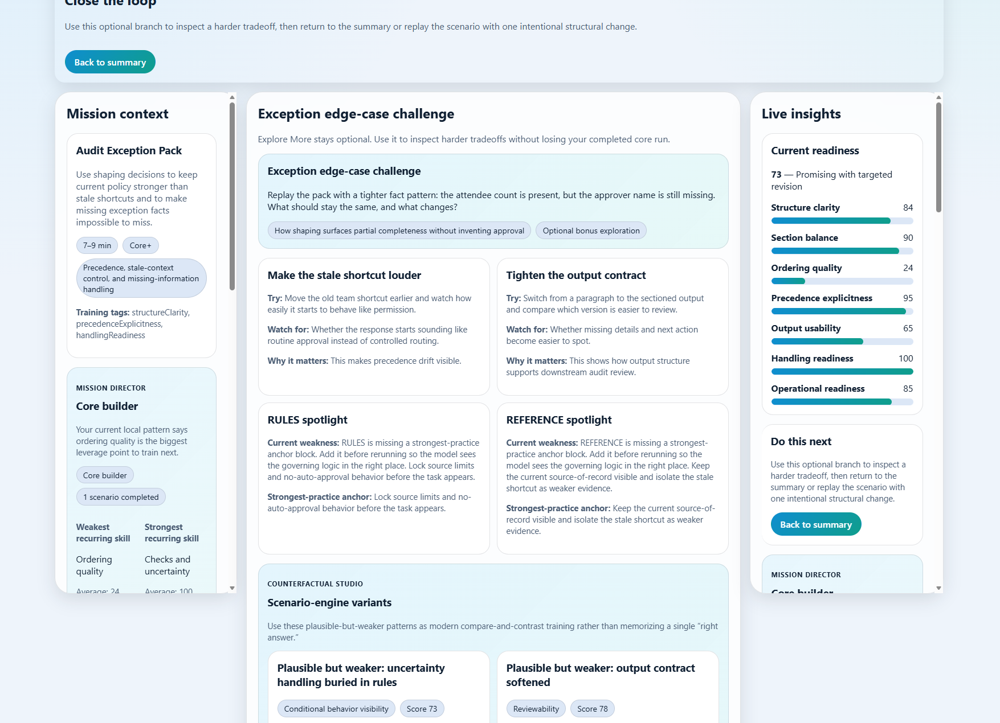 Close the loop
Use this optional branch to inspect a harder tradeoff, then return to the summary or replay the scenario with one intentional structural change.
Back to summary
Mission context
Audit Exception Pack
Use shaping decisions to keep
current policy stronger than
stale shortcuts and to make
missing exception facts
impossible to miss.
7–9 min
Core+
Precedence, stale-context
control, and missing-information
handling
Training tags: structureClarity,
precedenceExplicitness,
handlingReadiness
MISSION DIRECTOR
Core builder
Your current local pattern says
ordering quality is the biggest
leverage point to train next.
Core builder
1 scenario completed
Weakest
recurring skill
Ordering
quality
Average: 24
Strongest
recurring skill
Checks and
uncertainty
Average: 100
Exception edge-case challenge
Explore More stays optional. Use it to inspect harder tradeoffs without losing your completed core run.
Exception edge-case challenge
Replay the pack with a tighter fact pattern: the attendee count is present, but the approver name is still missing.
What should stay the same, and what changes?
How shaping surfaces partial completeness without inventing approval
Optional bonus exploration
Make the stale shortcut louder
Try: Move the old team shortcut earlier and watch how
easily it starts to behave like permission.
Watch for: Whether the response starts sounding like
routine approval instead of controlled routing.
Why it matters: This makes precedence drift visible.
Tighten the output contract
Try: Switch from a paragraph to the sectioned output
and compare which version is easier to review.
Watch for: Whether missing details and next action
become easier to spot.
Why it matters: This shows how output structure
supports downstream audit review.
RULES spotlight
Current weakness: RULES is missing a strongest-practice
anchor block. Add it before rerunning so the model sees
the governing logic in the right place. Lock source limits
and no-auto-approval behavior before the task appears.
Strongest-practice anchor: Lock source limits and no-
auto-approval behavior before the task appears.
REFERENCE spotlight
Current weakness: REFERENCE is missing a strongest-
practice anchor block. Add it before rerunning so the
model sees the governing logic in the right place. Keep
the current source-of-record visible and isolate the stale
shortcut as weaker evidence.
Strongest-practice anchor: Keep the current source-of-
record visible and isolate the stale shortcut as weaker
evidence.
COUNTERFACTUAL STUDIO
Scenario-engine variants
Use these plausible-but-weaker patterns as modern compare-and-contrast training rather than memorizing a single “right
answer.”
Plausible but weaker: uncertainty
handling buried in rules
Conditional behavior visibility
Score 73
Plausible but weaker: output contract
softened
Reviewability
Score 78
Live insights
Current readiness
73 — Promising with targeted
revision
Structure clarity 84
Section balance 90
Ordering quality 24
Precedence explicitness 95
Output usability 65
Handling readiness 100
Operational readiness 85
Do this next
Use this optional branch to inspect a
harder tradeoff, then return to the
summary or replay the scenario with
one intentional structural change.
Back to summary
MISSION DIRECTOR
Core builder